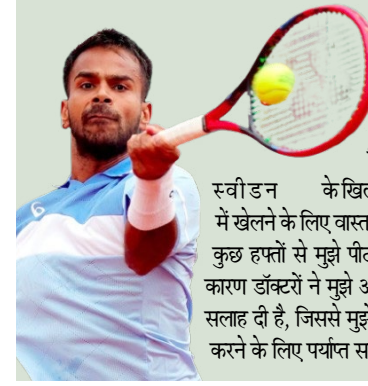 स्वीडन के
में खेलने के लिए
कुछ हफ्तों से मुझे
कारण डॉक्टरों ने मुझे
सलाह दी है, जिससे
करने के लिए पर्याप्त